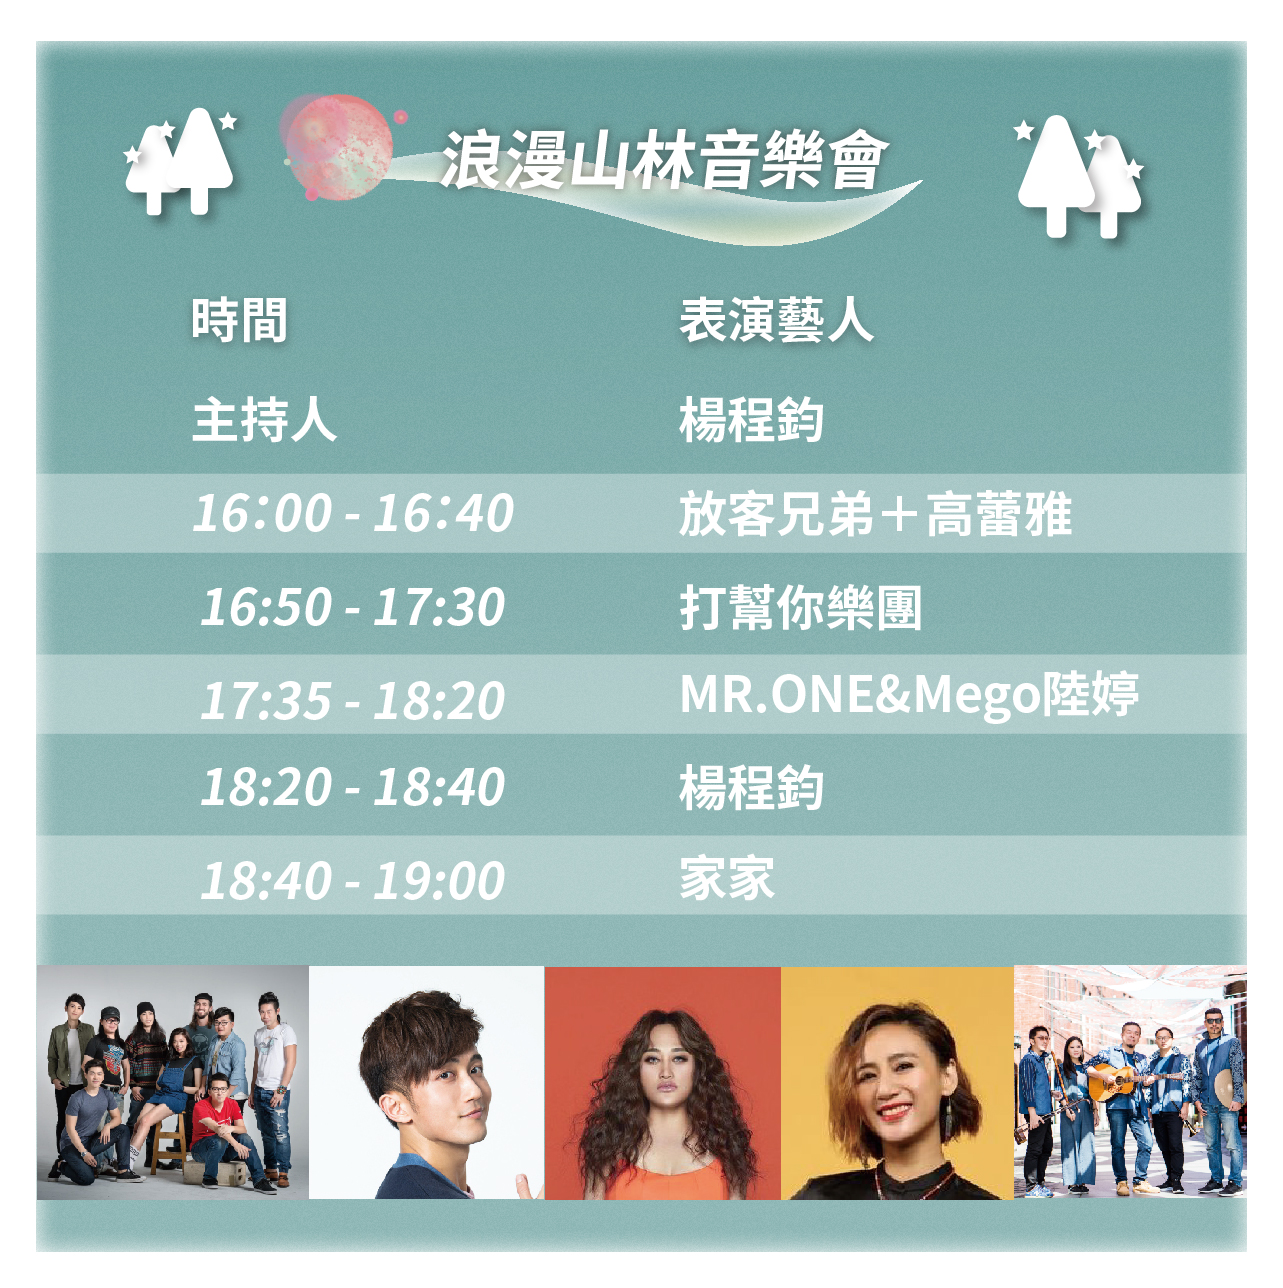 浪漫山林音樂會
時間 表演藝人
主持人 楊程鈞
16:00 - 16:40 放客兄弟＋高蕾雅
16:50 - 17:30 打幫你樂團
17:35 - 18:20 MR.ONE&Mego陸婷
18:20 - 18:40 楊程鈞
18:40 - 19:00 家家